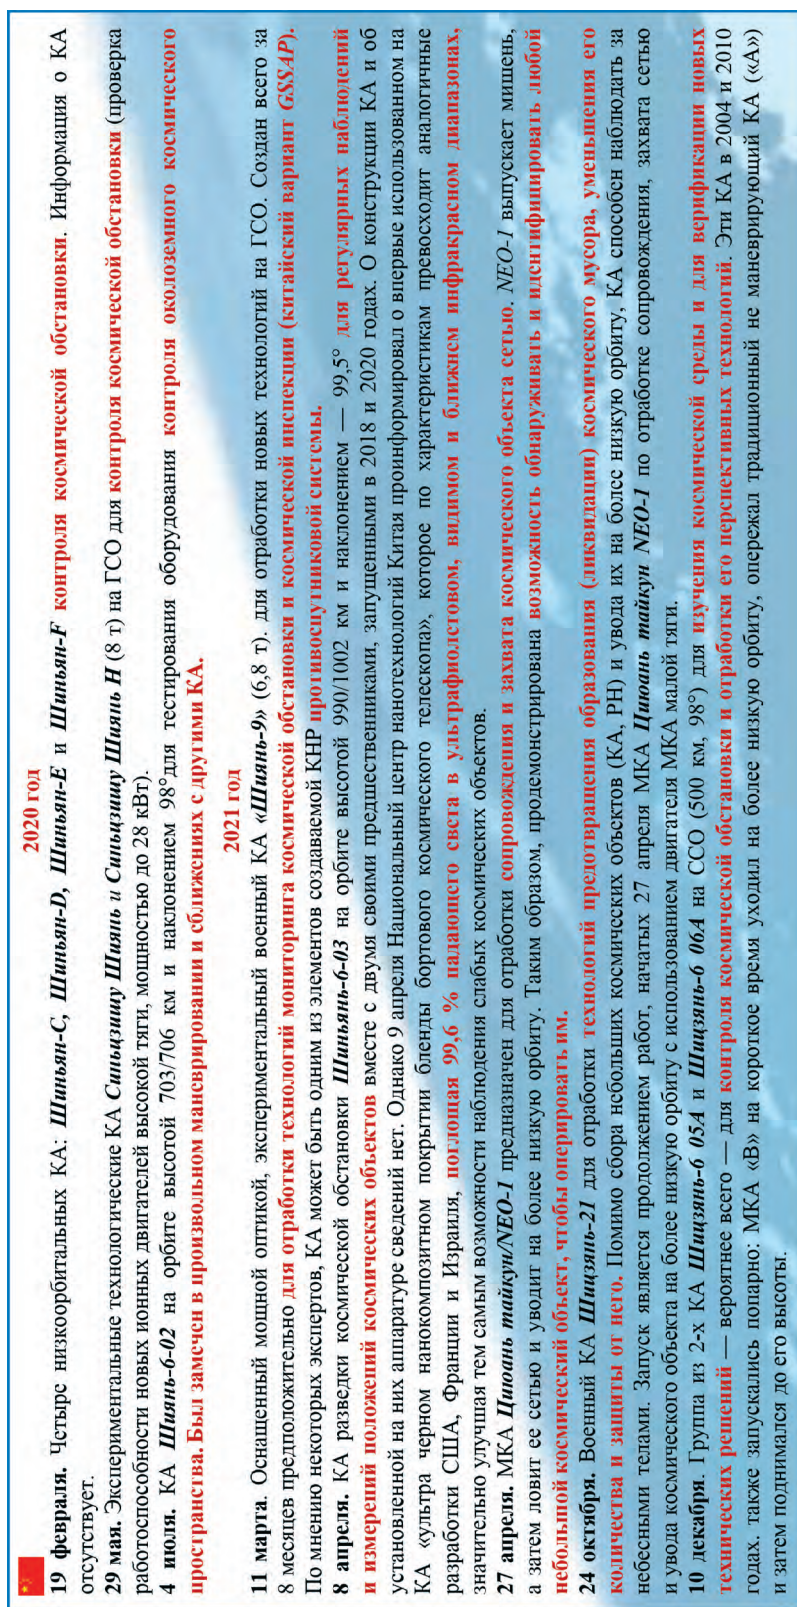 2020 год
19 февраля. Четыре низкоорбитальных КА: Шиньян-C, Шиньян-D, Шиньян-E и Шиньян-F контроля космической обстановки. Информация о КА
отсутствует.
29 мая. Экспериментальные технологические КА Синьцзишу Шиянь и Синьцзишу Шиянь H (8 т) на ГСО для контроля космической обстановки (проверка
работоспособности новых ионных двигателей высокой тяги, мощностью до 28 кВт).
4 июля. КА Шиянь-6-02 на орбите высотой 703/706 км и наклонением 98°для тестирования оборудования контроля околоземного космического
пространства. Был замечен в произвольном маневрировании и сближениях с другими КА.
2021 год
11 марта. Оснащенный мощной оптикой, экспериментальный военный КА «Шиянь-9» (6,8 т). для отработки новых технологий на ГСО. Создан всего за
8 месяцев предположительно для отработки технологий мониторинга космической обстановки и космической инспекции (китайский вариант GSSAP).
По мнению некоторых экспертов, КА может быть одним из элементов создаваемой КНР противоспутниковой системы.
8 апреля. КА разведки космической обстановки Шиньянь-6-03 на орбите высотой 990/1002 км и наклонением — 99,5° для регулярных наблюдений
и измерений положений космических объектов вместе с двумя своими предшественниками, запущенными в 2018 и 2020 годах. О конструкции КА и об
установленной на них аппаратуре сведений нет. Однако 9 апреля Национальный центр нанотехнологий Китая проинформировал о впервые использованном на
КА «ультра черном нанокомпозитном покрытии бленды бортового космического телескопа», которое по характеристикам превосходит аналогичные
разработки США, Франции и Израиля, поглощая 99,6 % падающего света в ультрафиолетовом, видимом и ближнем инфракрасном диапазонах,
значительно улучшая тем самым возможности наблюдения слабых космических объектов.
27 апреля. МКА Циюань тайкун/NEO-1 предназначен для отработки сопровождения и захвата космического объекта сетью. NEO-1 выпускает мишень,
а затем ловит ее сетью и уводит на более низкую орбиту. Таким образом, продемонстрирована возможность обнаруживать и идентифицировать любой
небольшой космический объект, чтобы оперировать им.
24 октября. Военный КА Шицзянь-21 для отработки технологий предотвращения образования (ликвидации) космического мусора, уменьшения его
количества и защиты от него. Помимо сбора небольших космических объектов (КА, РН) и увода их на более низкую орбиту, КА способен наблюдать за
небесными телами. Запуск является продолжением работ, начатых 27 апреля МКА Циюань тайкун NEO-1 по отработке сопровождения, захвата сетью
и увода космического объекта на более низкую орбиту с использованием двигателя МКА малой тяги.
10 декабря. Группа из 2-х КА Шицзянь-6 05A и Шицзянь-6 06A на ССО (500 км, 98°) для изучения космической среды и для верификации новых
технических решений — вероятнее всего — для контроля космической обстановки и отработки его перспективных технологий. Эти КА в 2004 и 2010
годах. также запускались попарно: МКА «В» на короткое время уходил на более низкую орбиту, опережал традиционный не маневрирующий КА («А»)
и затем поднимался до его высоты.